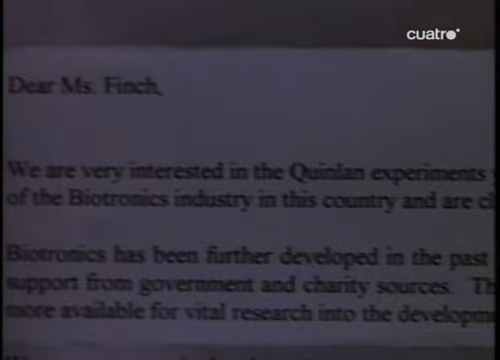 cuatro
Dear Ms. Finch,
We are very interested in the Quinlan experiments
of the Biotronics industry in this country and are
Biotronics has been further developed in the past
support from government and charity sources.
more available for vital research into the